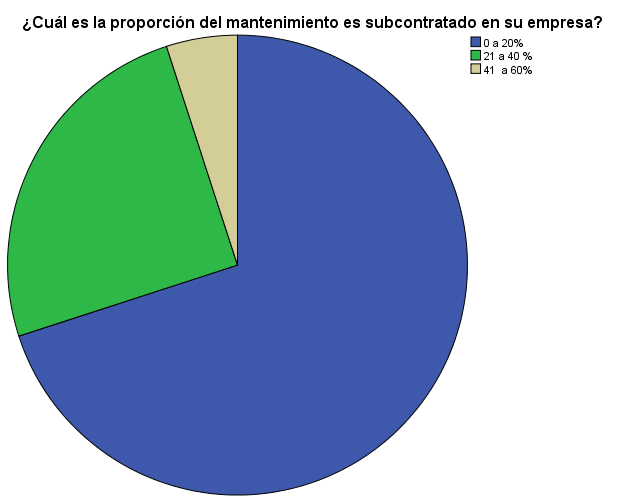 ¿Cuál es la proporción del mantenimiento es subcontratado en su empresa?
0 a 20%
21 a 40 %
41 a 60%